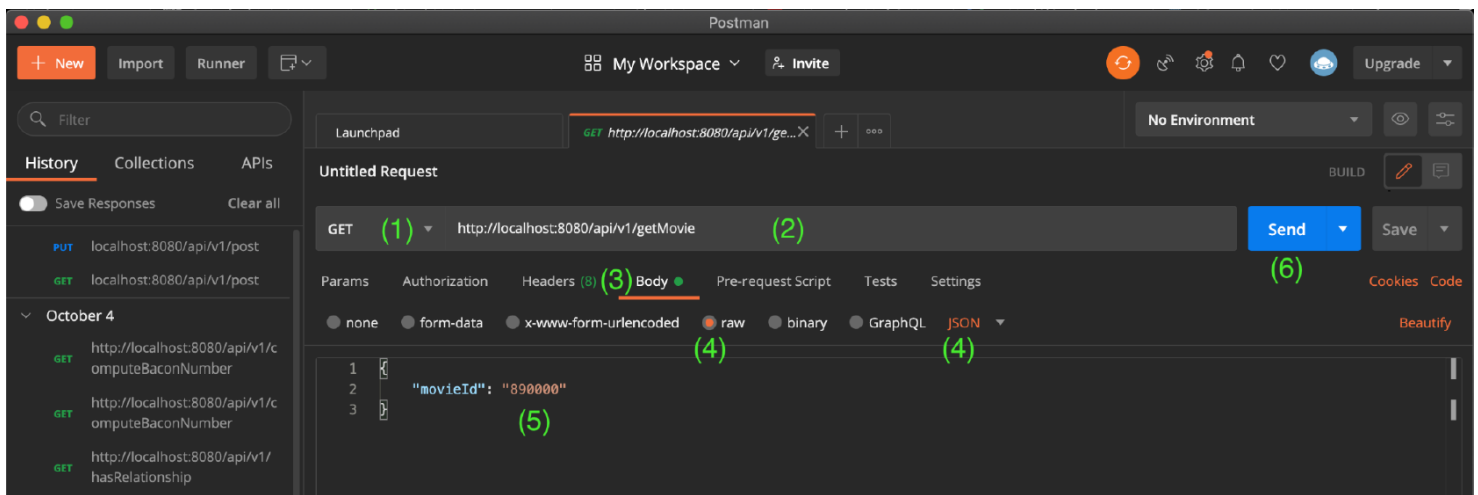 Postman
+ New Import Runner My Workspace Invite Upgrade
Filter
Launchpad GET http://localhost:8080/api/v1/ge... No Environment
History Collections APIs
Untitled Request BUILD
Save Responses Clear all
PUT localhost:8080/api/v1/post
GET (1) http://localhost:8080/api/v1/getMovie (2) Send Save
(6)
GET localhost:8080/api/v1/post
Params Authorization Headers (8) (3) Body Pre-request Script Tests Settings Cookies Code
October 4
none form-data x-www-form-urlencoded raw binary GraphQL JSON Beautify
(4) (4)
GET http://localhost:8080/api/v1/c
omputeBaconNumber
1 {
2 "movieId": "890000"
3 }
(5)
GET http://localhost:8080/api/v1/c
omputeBaconNumber
GET http://localhost:8080/api/v1/
hasRelationship